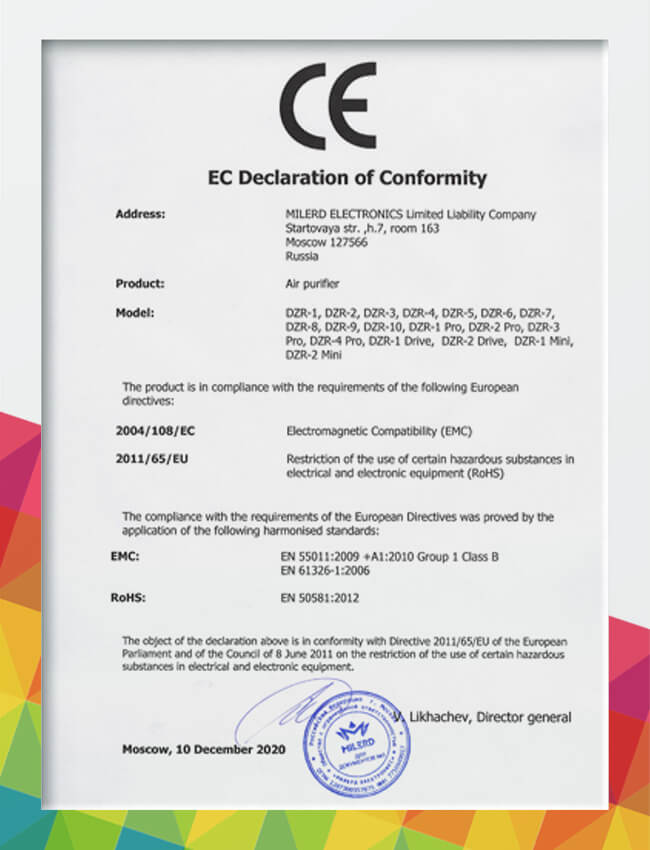 CE
EC Declaration of Conformity
Address: MILERD ELECTRONICS Limited Liability Company
Startovaya str. ,h.7, room 163
Moscow 127566
Russia
Product: Air purifier
Model: DZR-1, DZR-2, DZR-3, DZR-4, DZR-5, DZR-6, DZR-7,
DZR-8, DZR-9, DZR-10, DZR-1 Pro, DZR-2 Pro, DZR-3
Pro, DZR-4 Pro, DZR-1 Drive, DZR-2 Drive, DZR-1 Mini,
DZR-2 Mini
The product is in compliance with the requirements of the following European
directives:
2004/108/EC Electromagnetic Compatibility (EMC)
2011/65/EU Restriction of the use of certain hazardous substances in
electrical and electronic equipment (RoHS)
The compliance with the requirements of the European Directives was proved by the
application of the following harmonised standards:
EMC: EN 55011:2009 +A1:2010 Group 1 Class B
EN 61326-1:2006
RoHS: EN 50581:2012
The object of the declaration above is in conformity with Directive 2011/65/EU of the European
Parliament and of the Council of 8 June 2011 on the restriction of the use of certain hazardous
substances in electrical and electronic equipment.
V. Likhachev, Director general
Moscow, 10 December 2020
MILERD
для
ДОКУМЕНТОВ